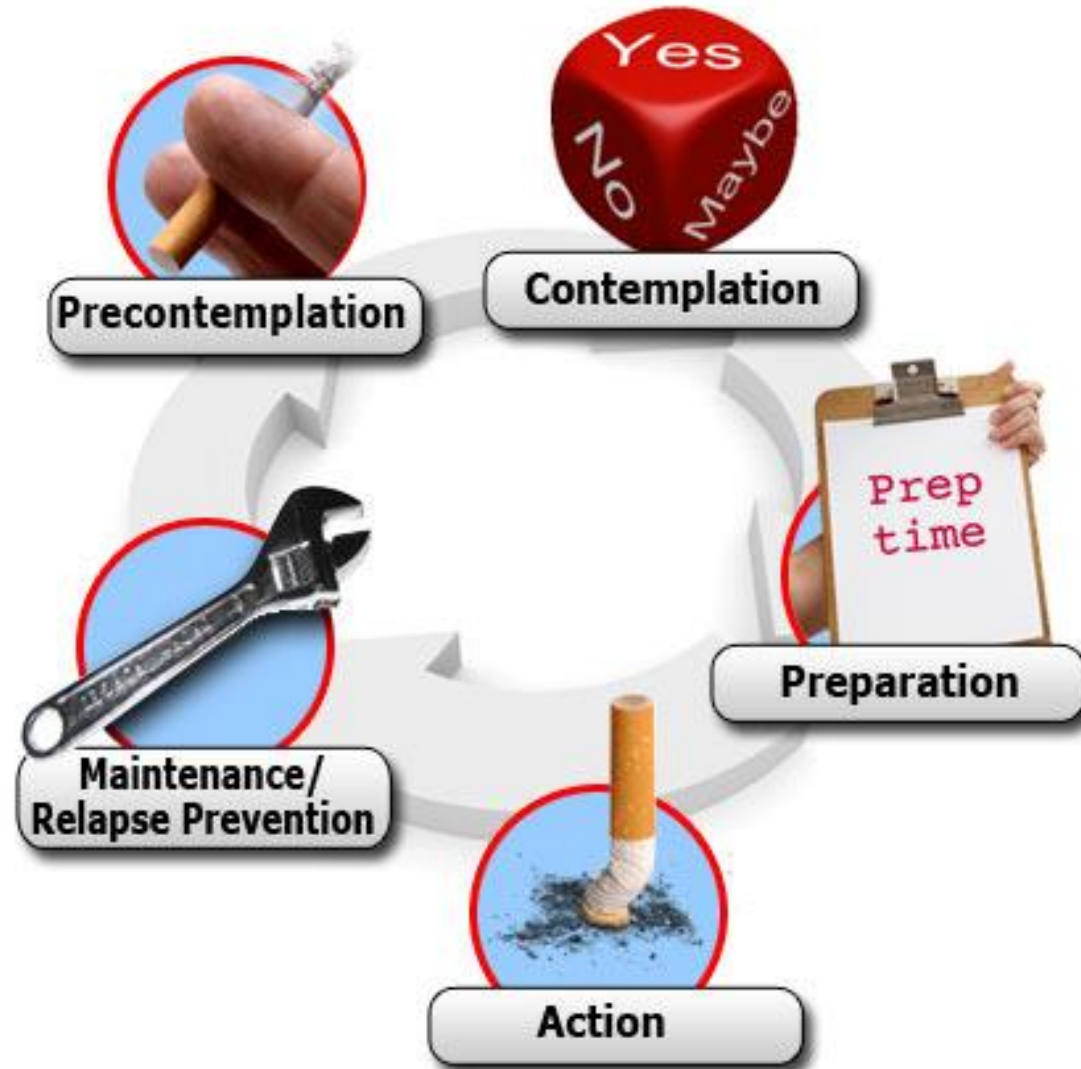 Yes
No
Maybe
Precontemplation
Contemplation
Prep
time
Preparation
Maintenance/
Relapse Prevention
Action